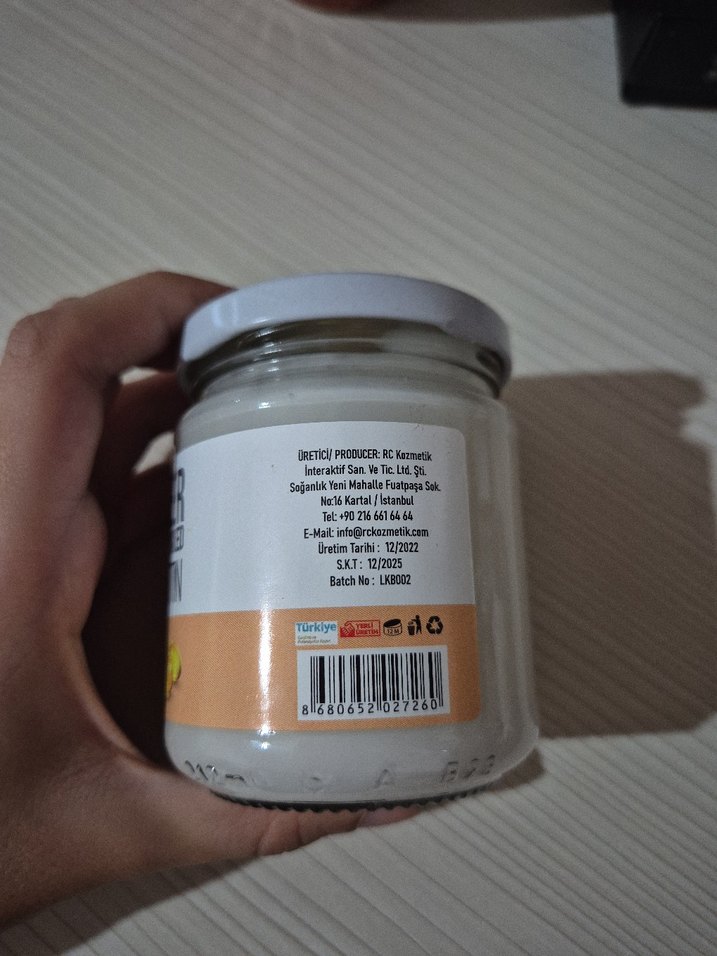 ÜRETİCİ/ PRODUCER: RC Kozmetik
İnteraktif San. Ve Tic. Ltd. Şti.
Soğanlık Yeni Mahalle Fuatpaşa Sok.
No:16 Kartal / İstanbul
Tel: +90 216 661 64 64
E-Mail: info@rckozmetik.com
Üretim Tarihi : 12/2022
S.K.T : 12/2025
Batch No : LKB002
Türkiye
YERLİ
ÜRETİM
12M
8 680652 027260